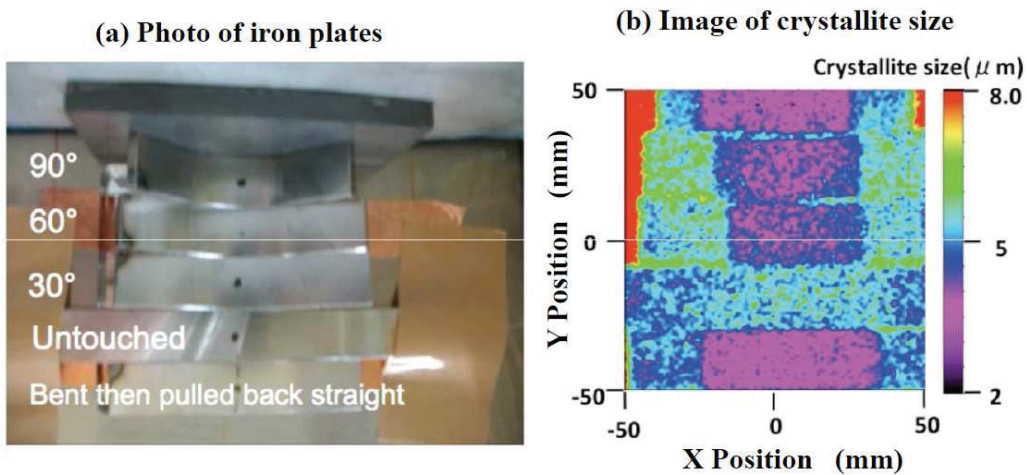 (a) Photo of iron plates
90°
60°
30°
Untouched
Bent then pulled back straight
(b) Image of crystallite size
Crystallite size(μm)
50
0
-50
Y Position (mm)
-50
0
50
X Position (mm)
8.0
5
2